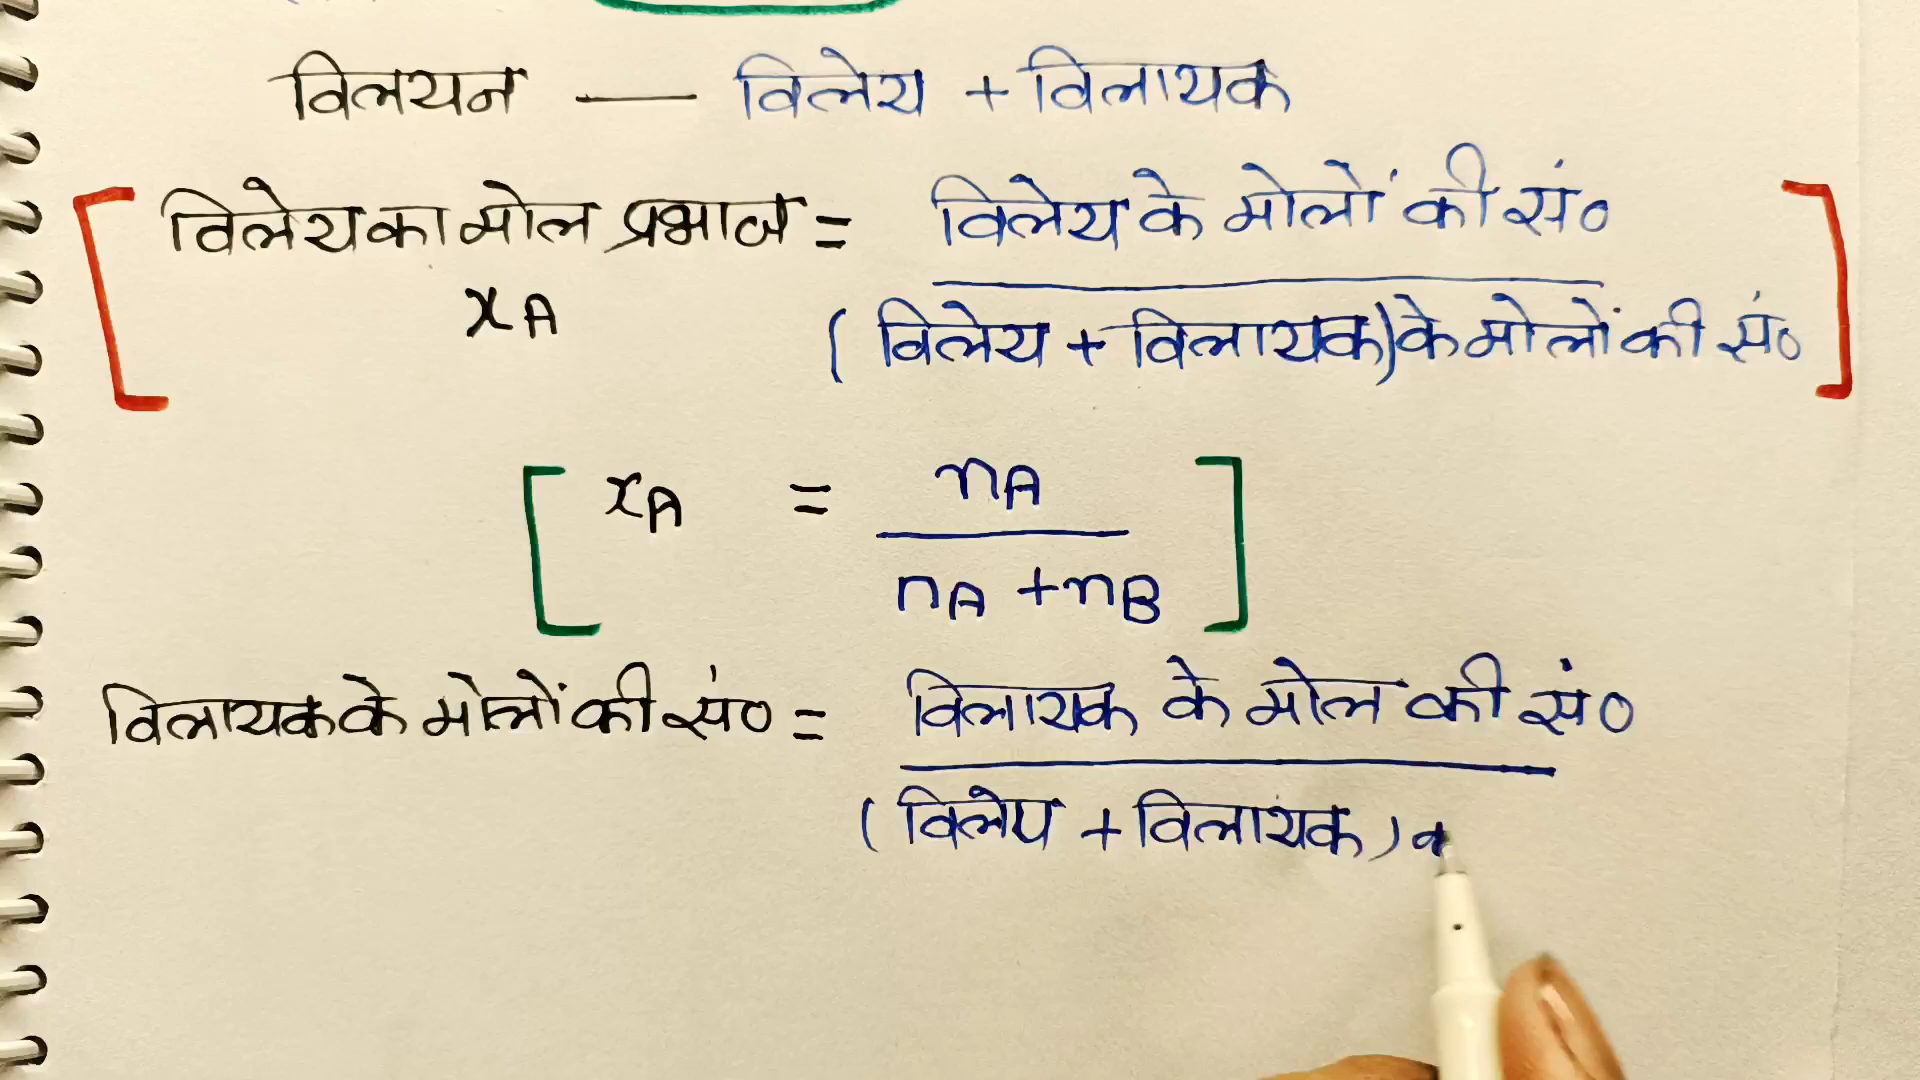 विलयन — विलेय + विलायक
विलेय का मोल प्रभाज = विलेय के मोलों की सं०
xA (विलेय + विलायक) के मोलों की सं०
xA = nA
nA + nB
विलायक के मोलों की सं० = विलायक के मोल की सं०
(विलेय + विलायक)